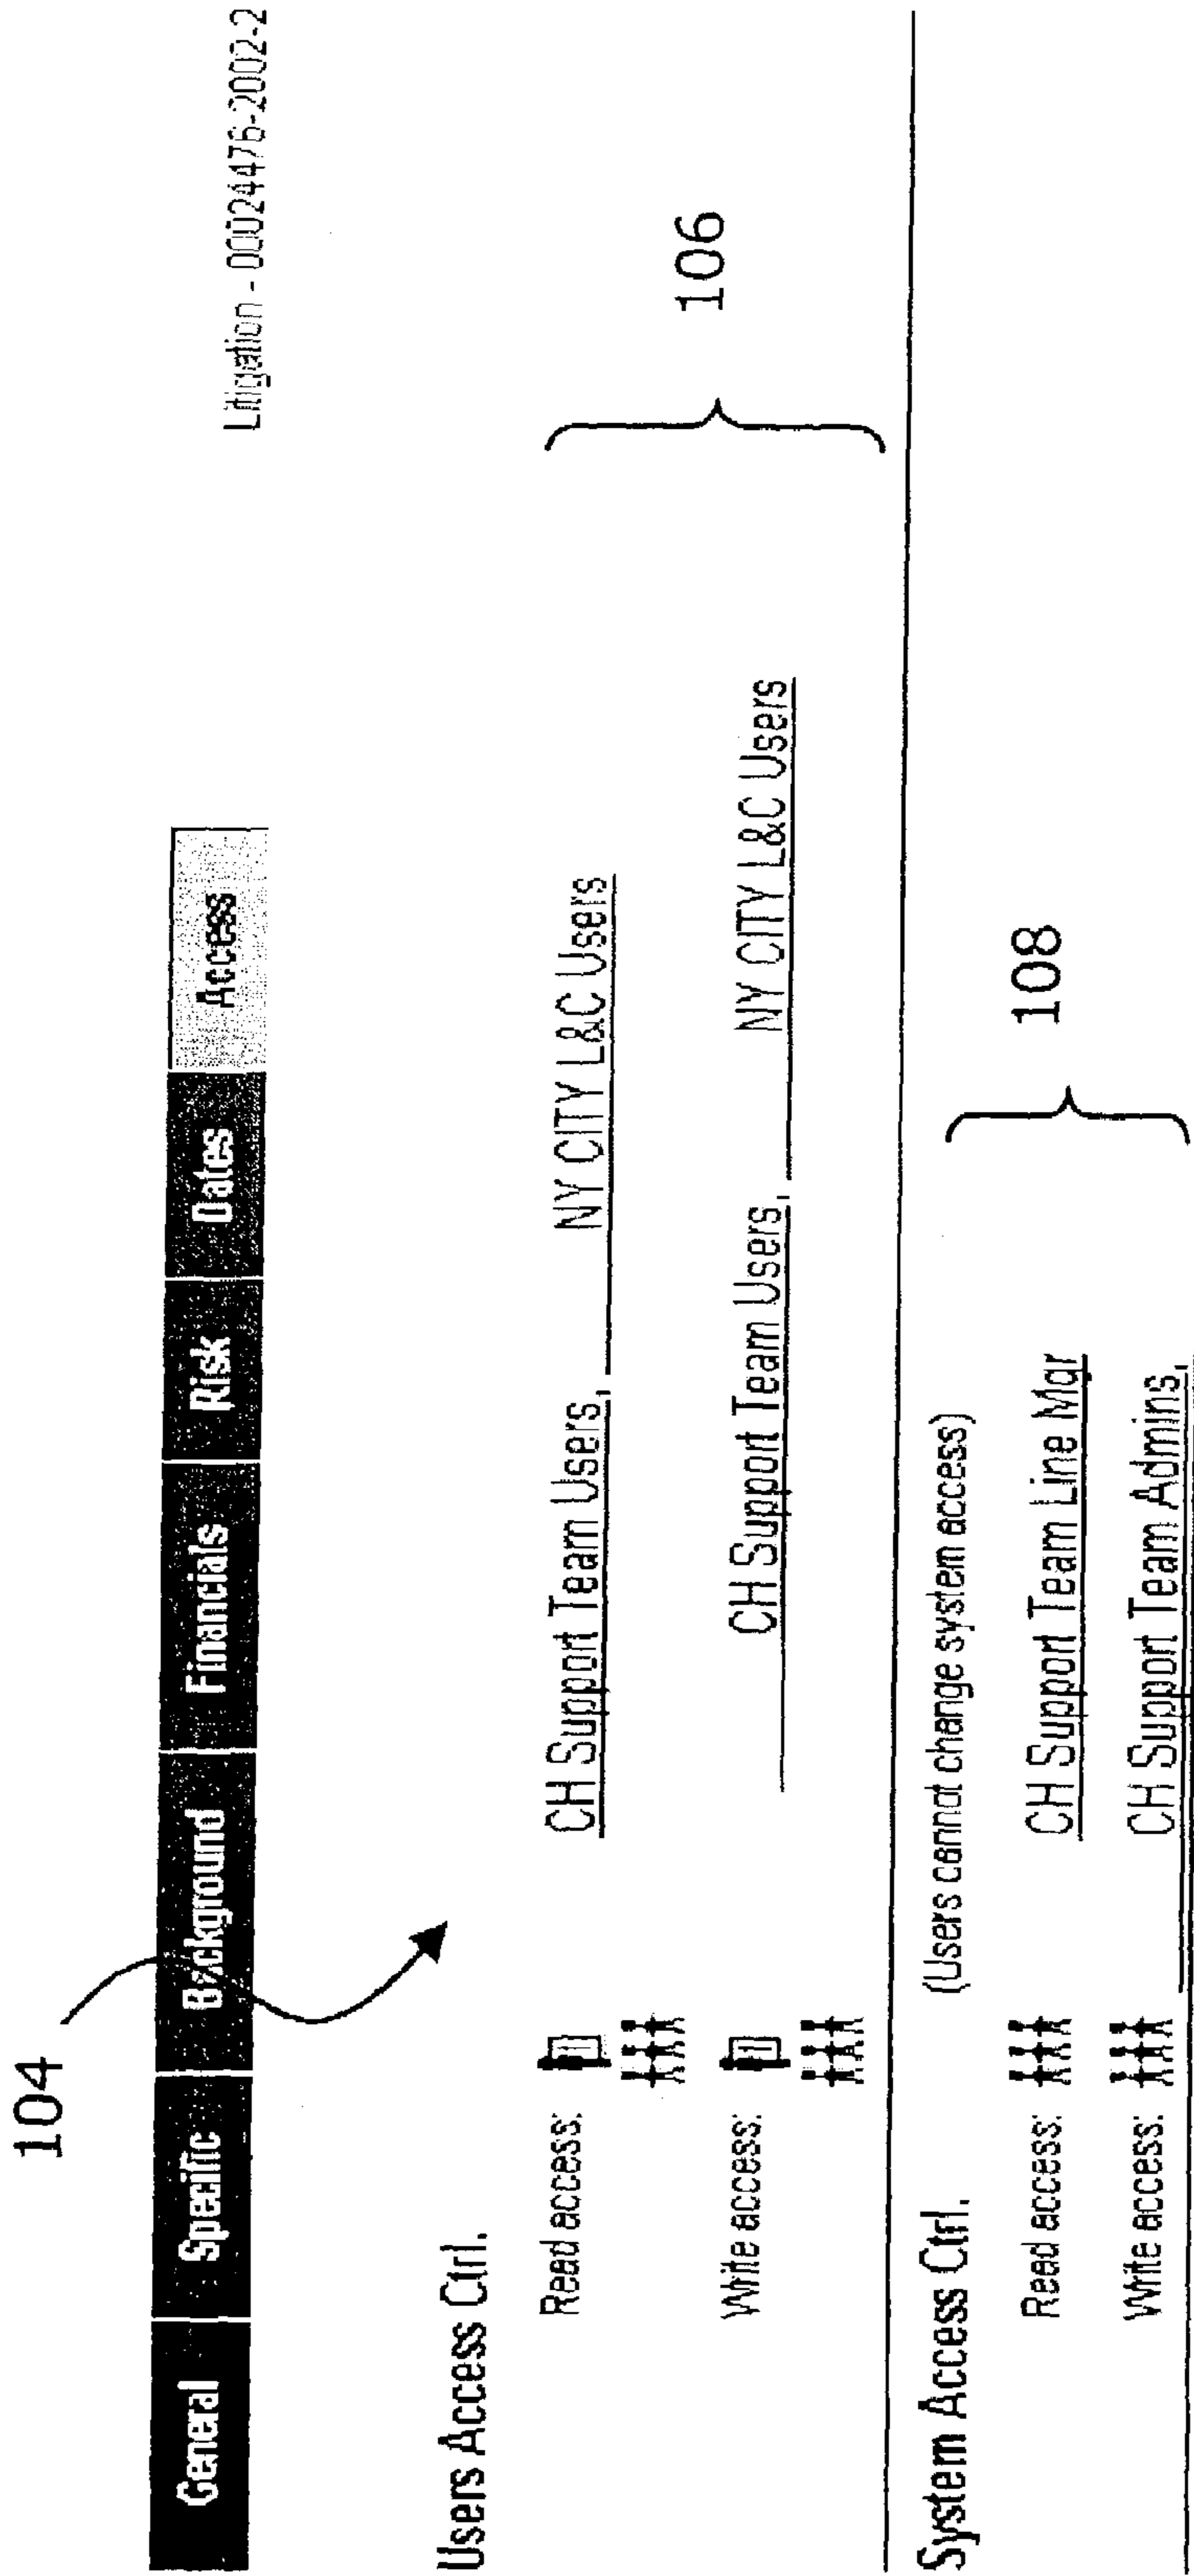 104
General Specific Background Financials Risk Dates Access
Litigation - 00024476-2002-2
Users Access Ctrl.
Read access: CH Support Team Users, NY CITY L&C Users
106
Write access: CH Support Team Users, NY CITY L&C Users
System Access Ctrl. (Users cannot change system access)
Read access: CH Support Team Line Mgr
108
Write access: CH Support Team Admins,